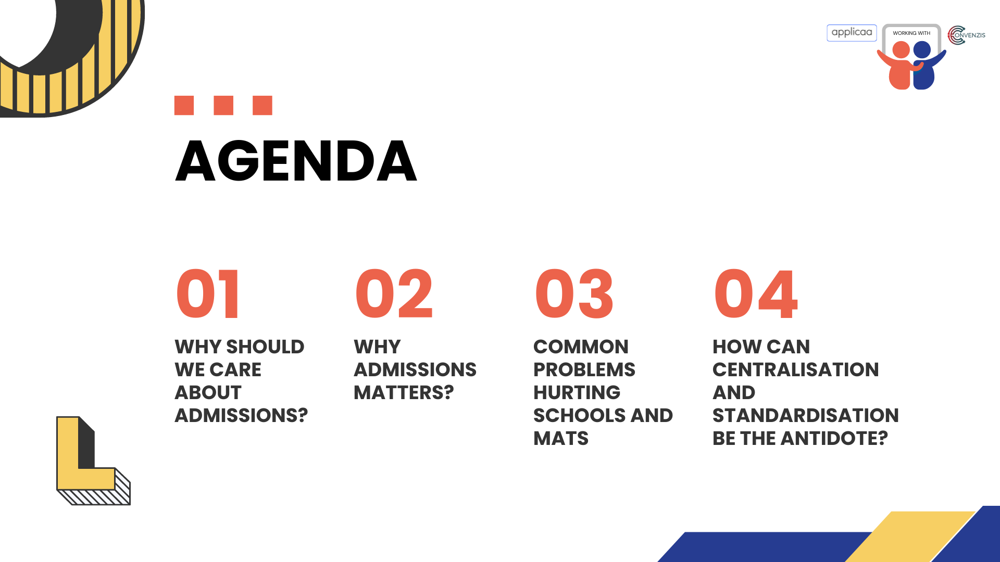 applicaa
WORKING WITH
CONVENZIS
AGENDA
01
WHY SHOULD
WE CARE
ABOUT
ADMISSIONS?
02
WHY
ADMISSIONS
MATTERS?
03
COMMON
PROBLEMS
HURTING
SCHOOLS AND
MATS
04
HOW CAN
CENTRALISATION
AND
STANDARDISATION
BE THE ANTIDOTE?